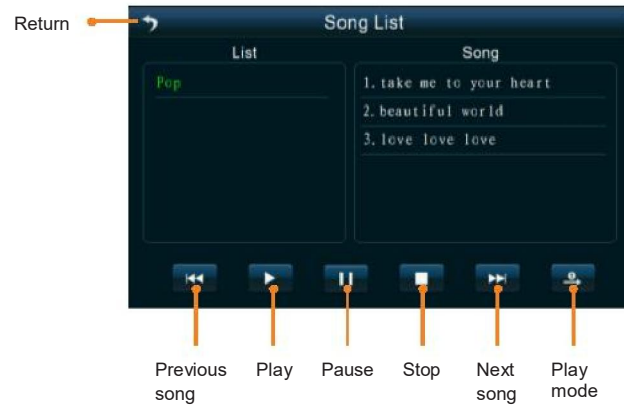 Return
Song List
List
Song
Pop
1. take me to your heart
2. beautiful world
3. love love love
Previous
song
Play
Pause
Stop
Next
song
Play
mode